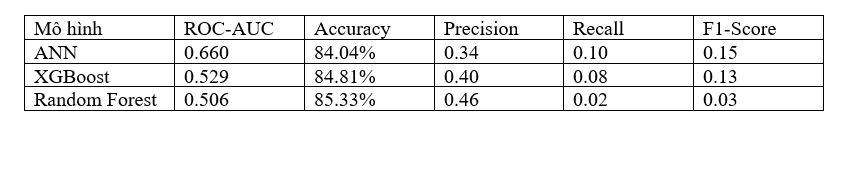 Mô hình ROC-AUC Accuracy Precision Recall F1-Score
ANN 0.660 84.04% 0.34 0.10 0.15
XGBoost 0.529 84.81% 0.40 0.08 0.13
Random Forest 0.506 85.33% 0.46 0.02 0.03